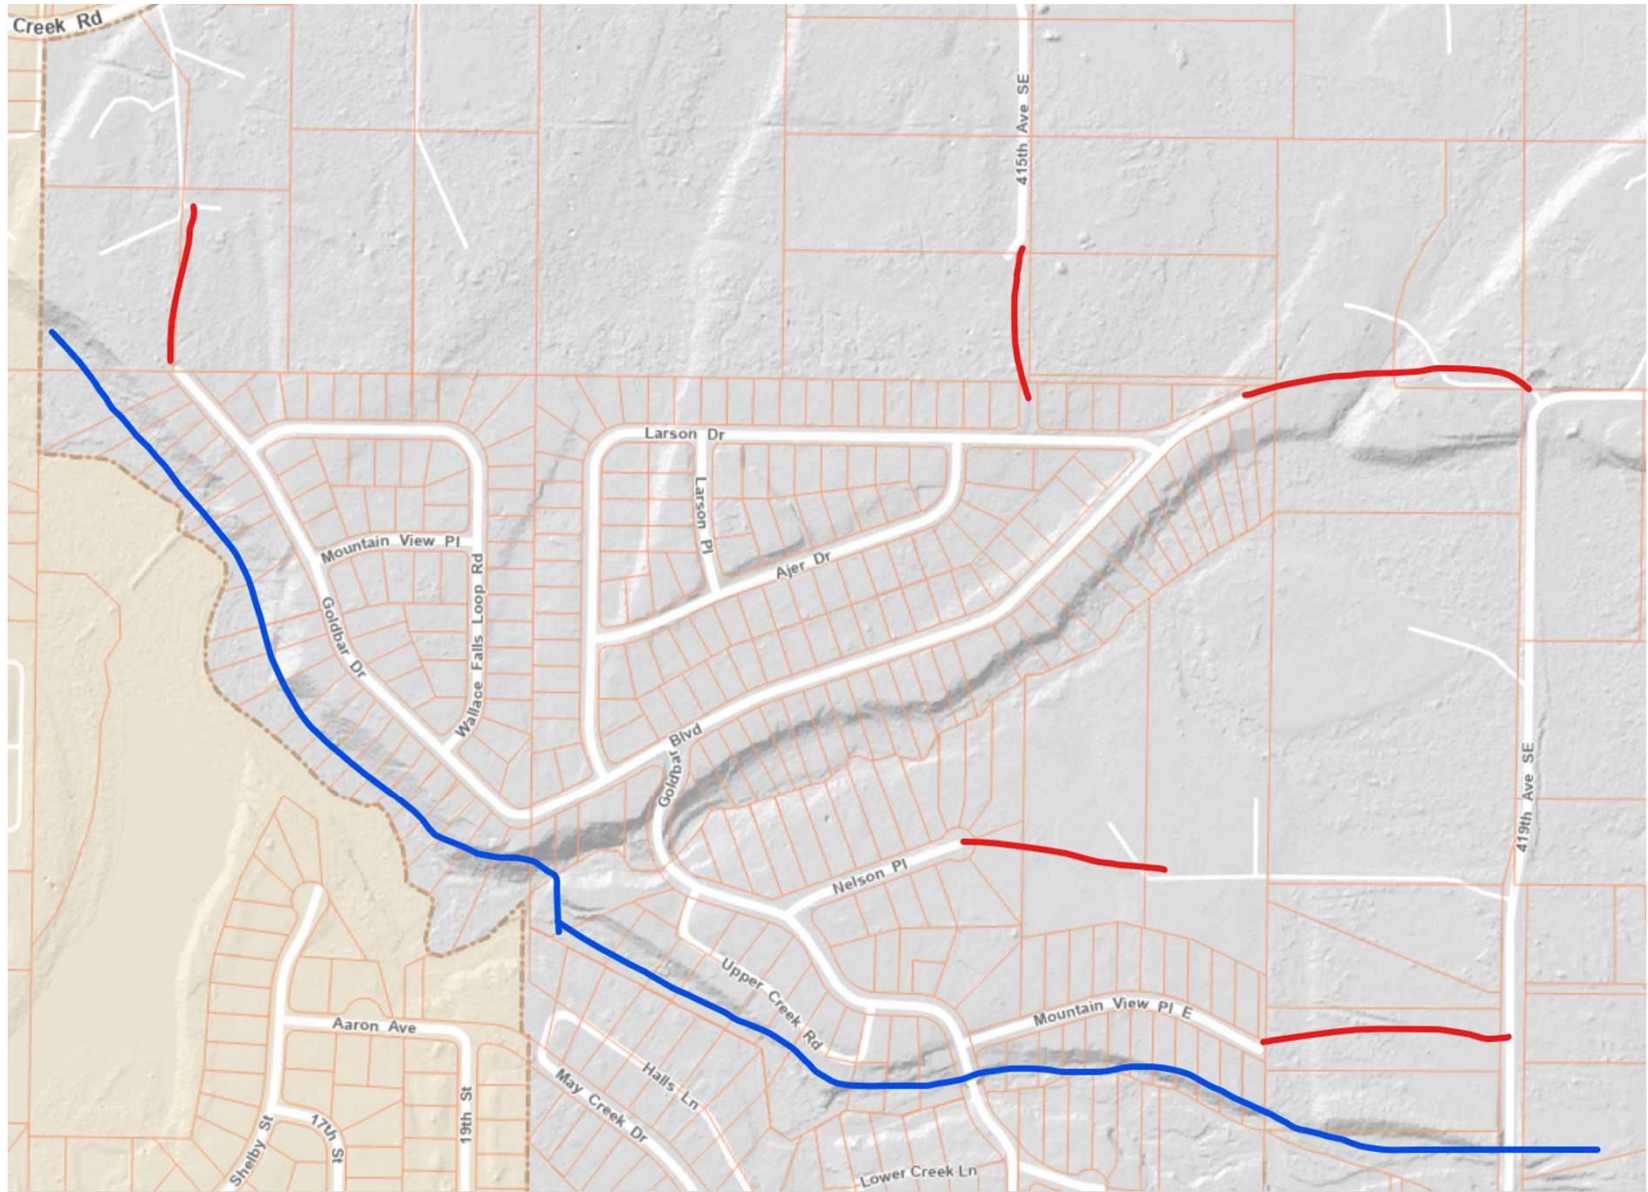 Creek Rd
415th Ave SE
Larson Dr
Larson Pl
Mountain View Pl
Ajer Dr
Wallace Falls Loop Rd
Goldbar Dr
Blvd
Goldbar
419th Ave SE
Nelson Pl
Upper Creek Rd
Mountain View Pl E
Aaron Ave
Halls Ln
May Creek Dr
19th St
17th St
Shelby St
Lower Creek Ln